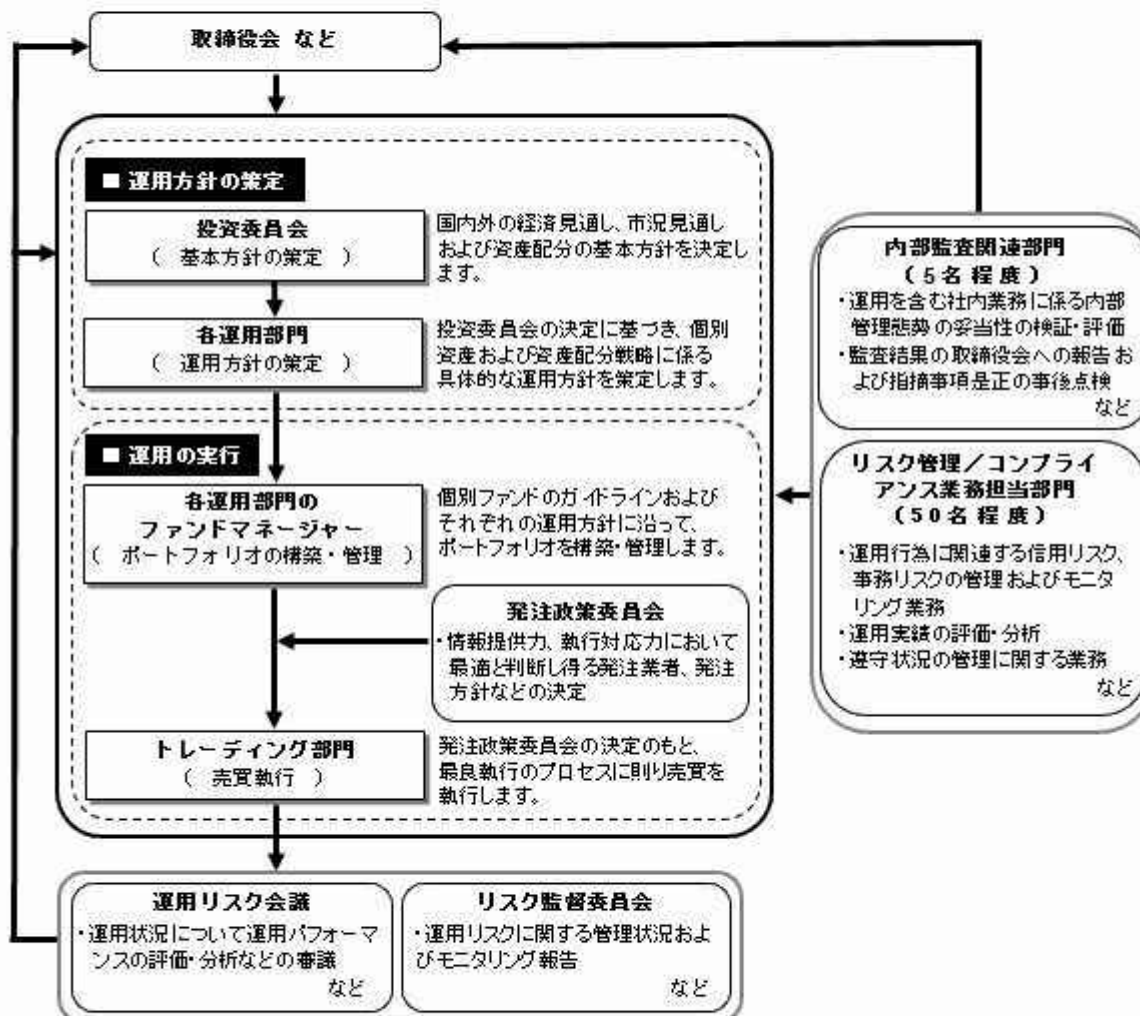 取締役会 など
■ 運用方針の策定
投資委員会
( 基本方針の策定 )
国内外の経済見通し、市況見通し
および資産配分の基本方針を決定し
ます。
各運用部門
( 運用方針の策定 )
投資委員会の決定に基づき、個別
資産および資産配分戦略に係る
具体的な運用方針を策定します。
■ 運用の実行
各運用部門の
ファンドマネージャー
( ポートフォリオの構築・管理 )
個別ファンドのガイドラインおよび
それぞれの運用方針に沿って、
ポートフォリオを構築・管理します。
発注政策委員会
・情報提供力、執行対応力において
最適と判断し得る発注業者、発注
方針などの決定
トレーディング部門
( 売買執行 )
発注政策委員会の決定のもと、
最良執行のプロセスに則り売買を
執行します。
運用リスク会議
・運用状況について運用パフォーマ
ンスの評価・分析などの審議
など
リスク監督委員会
・運用リスクに関する管理状況およ
びモニタリング報告
など
内部監査関連部門
(5名程度)
・運用を含む社内業務に係る内部
管理態勢の妥当性の検証・評価
・監査結果の取締役会への報告お
よび指摘事項是正の事後点検
など
リスク管理/コンプライ
アンス業務担当部門
(50名程度)
・運用行為に関連する信用リスク、
事務リスクの管理およびモニタ
リング業務
・運用実績の評価・分析
・遵守状況の管理に関する業務
など